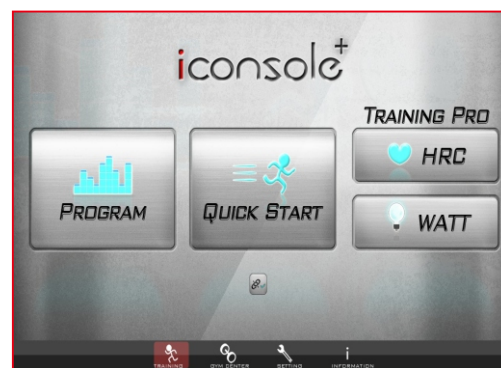 iconsole+
TRAINING PRO
PROGRAM
QUICK START
HRC
WATT
TRAINING
GYM CENTER
SETTING
INFORMATION